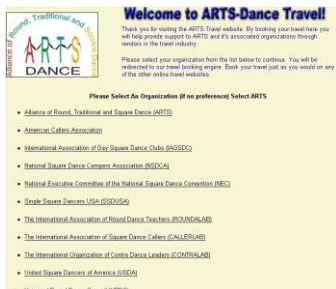 Alliance of Round, Traditional and Square Dance
A·R·T·S
DANCE
Welcome to ARTS-Dance Travel!
Thank you for visiting the ARTS Travel website. By booking your travel here you
will help provide support to ARTS and it's associated organizations through
vendors in the travel industry.
Please select your organization from the list below to continue. You will be
redirected to our travel booking engine. Book your travel just as you would on any
of the other online travel websites.
Please Select An Organization (if no preference) Select ARTS
Alliance of Round, Traditional and Square Dance (ARTS)
American Callers Association
International Association of Gay Square Dance Clubs (IAGSDC)
National Square Dance Campers Association (NSDCA)
National Executive Committee of the National Square Dance Convention (NEC)
Single Square Dancers USA (SSDUSA)
The International Association of Round Dance Teachers (ROUNDALAB)
The International Association of Square Dance Callers (CALLERLAB)
The International Organization of Contra Dance Leaders (CONTRALAB)
United Square Dancers of America (USDA)